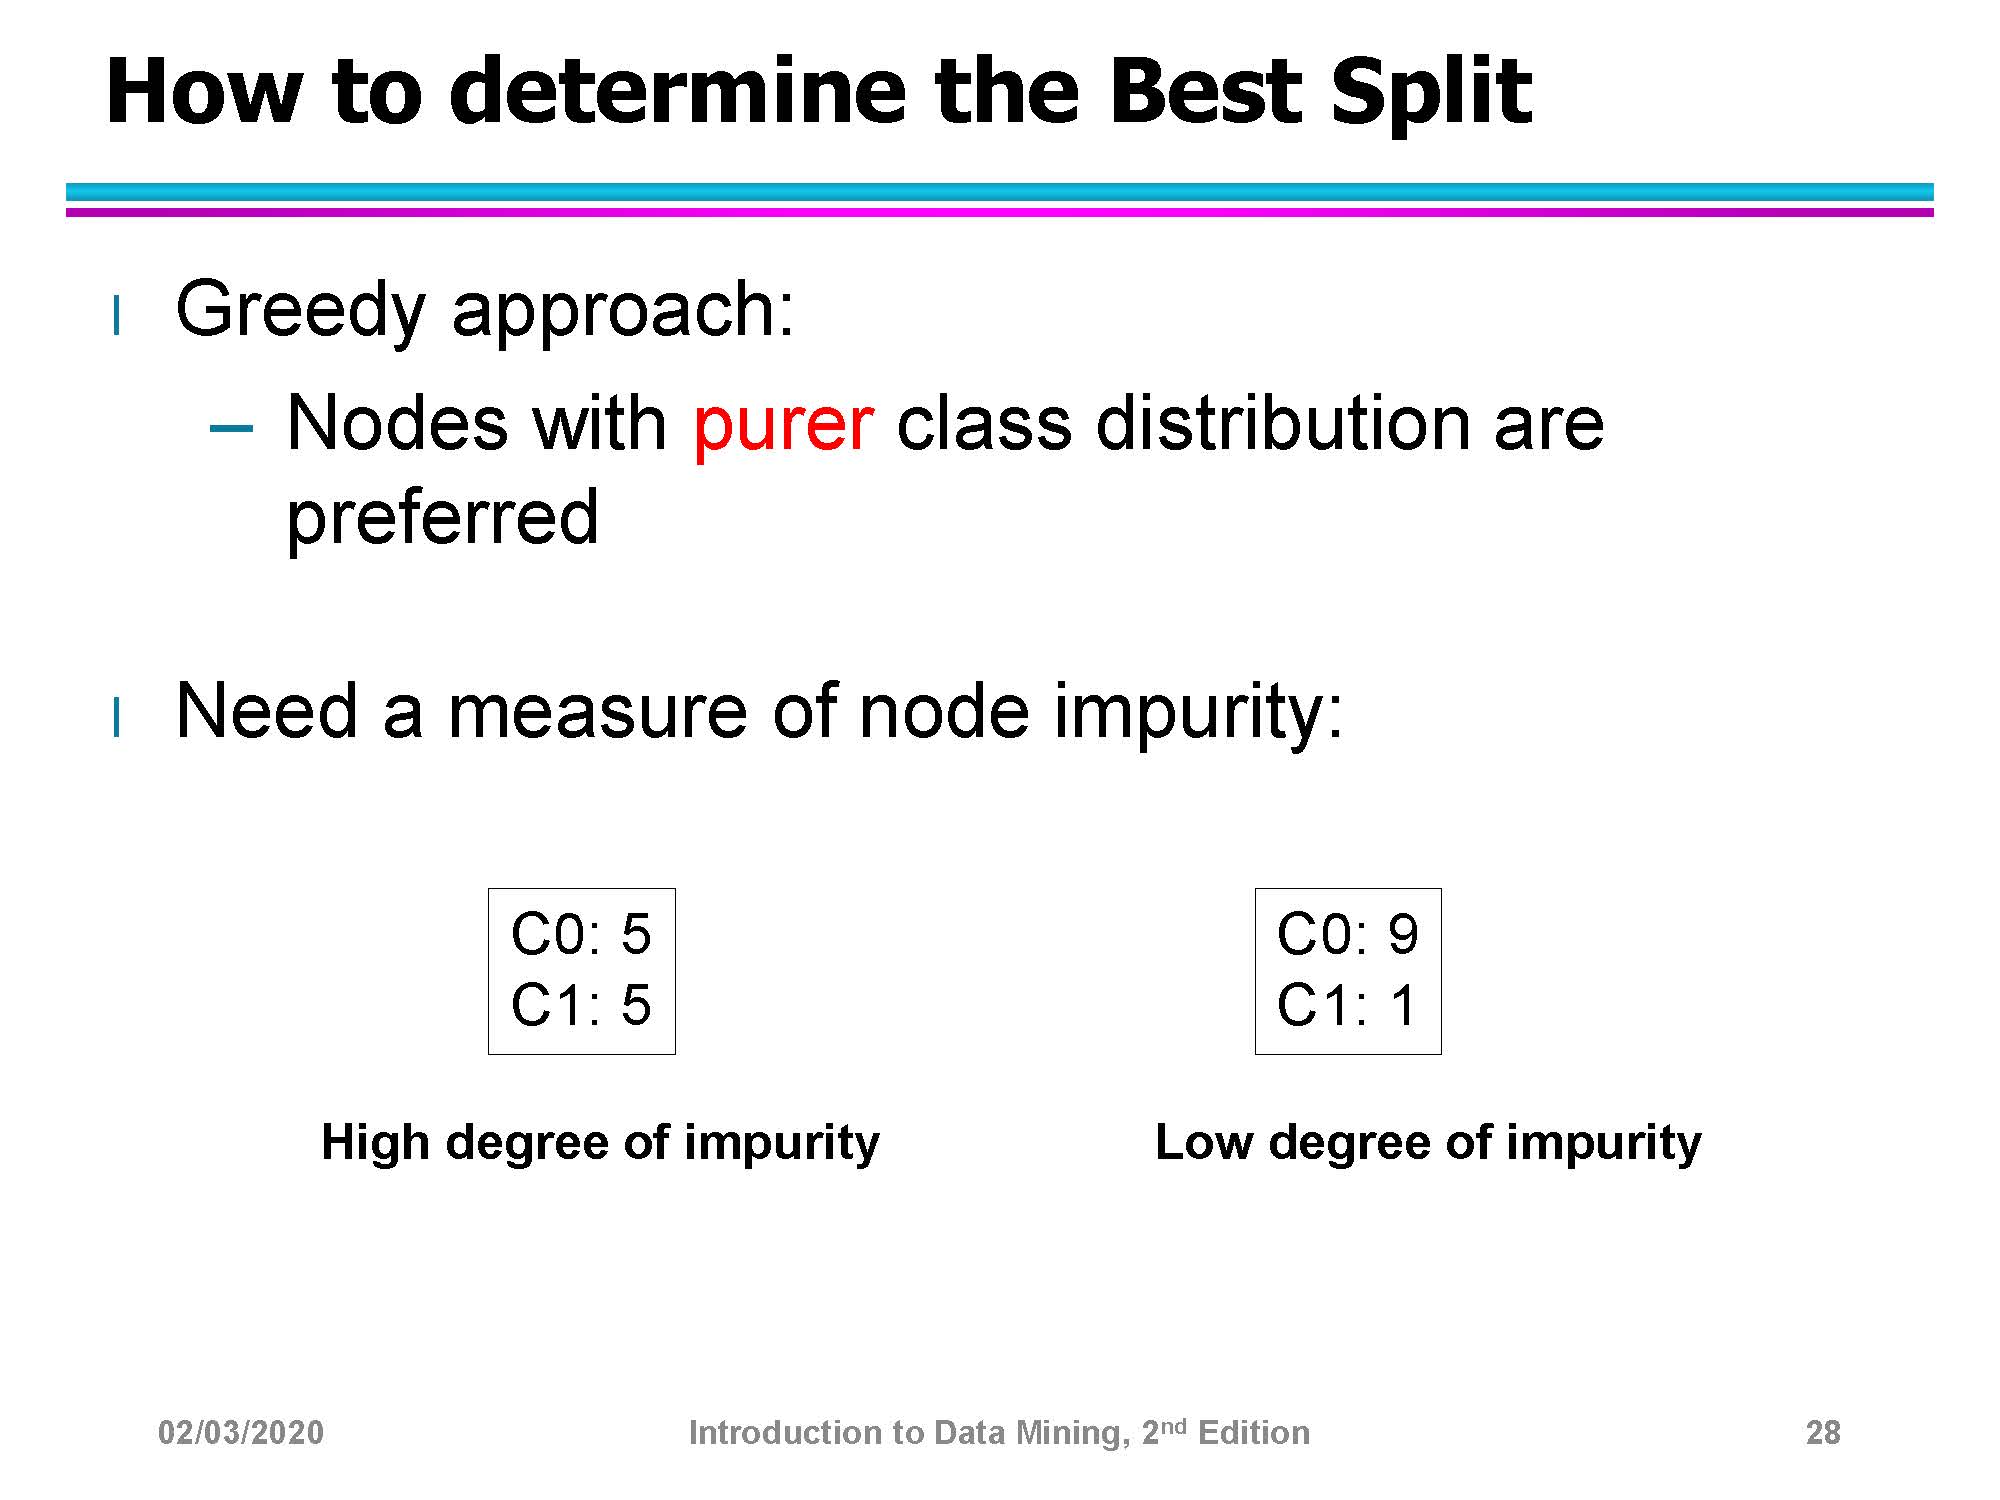 How to determine the Best Split
l Greedy approach:
– Nodes with purer class distribution are
preferred
l Need a measure of node impurity:
C0: 5
C1: 5
C0: 9
C1: 1
High degree of impurity
Low degree of impurity
02/03/2020
Introduction to Data Mining, 2nd Edition
28